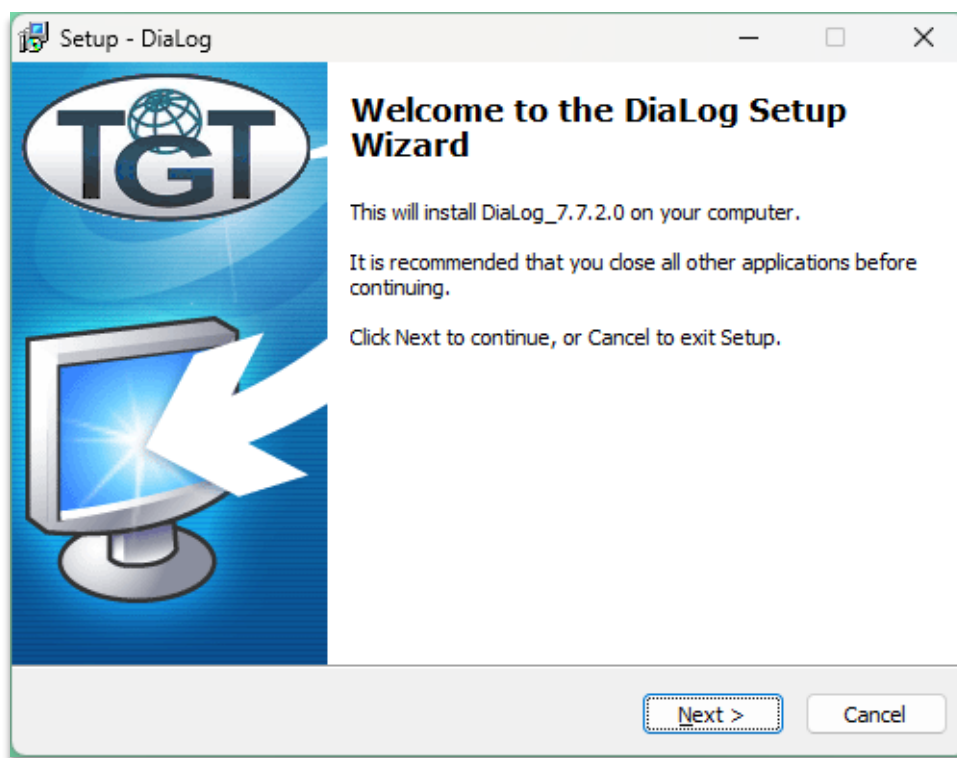 Setup - DiaLog
TGT
Welcome to the DiaLog Setup
Wizard
This will install DiaLog_7.7.2.0 on your computer.
It is recommended that you close all other applications before
continuing.
Click Next to continue, or Cancel to exit Setup.
Next >
Cancel